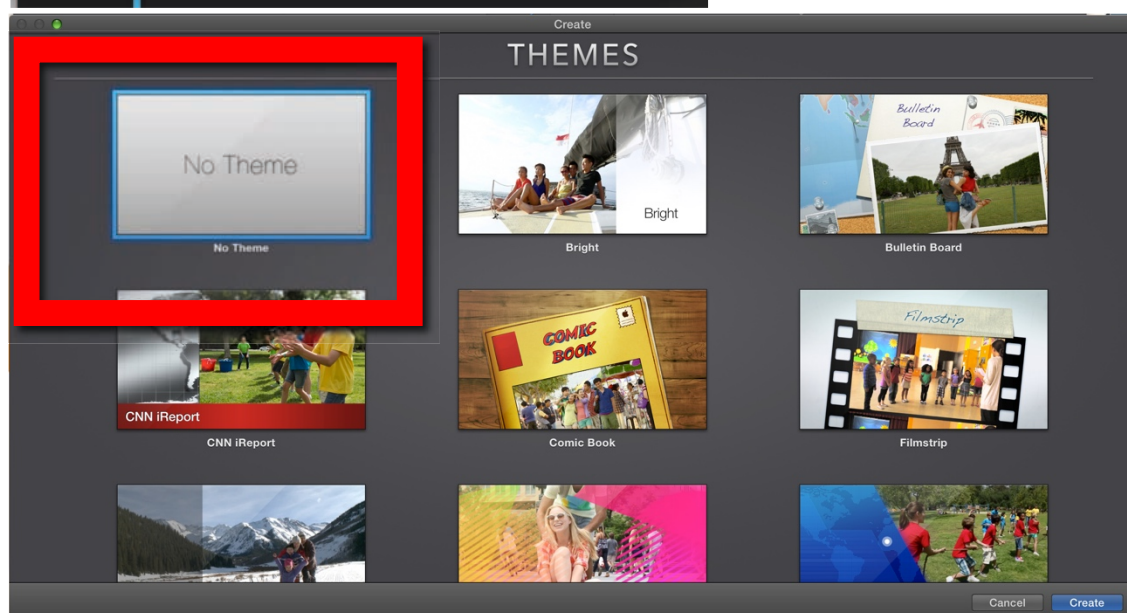 Create
THEMES
No Theme
Bright
Bulletin
Board
No Theme
Bright
Bulletin Board
CNN iReport
COMIC
BOOK
Filmstrip
CNN iReport
Comic Book
Filmstrip
Cancel
Create